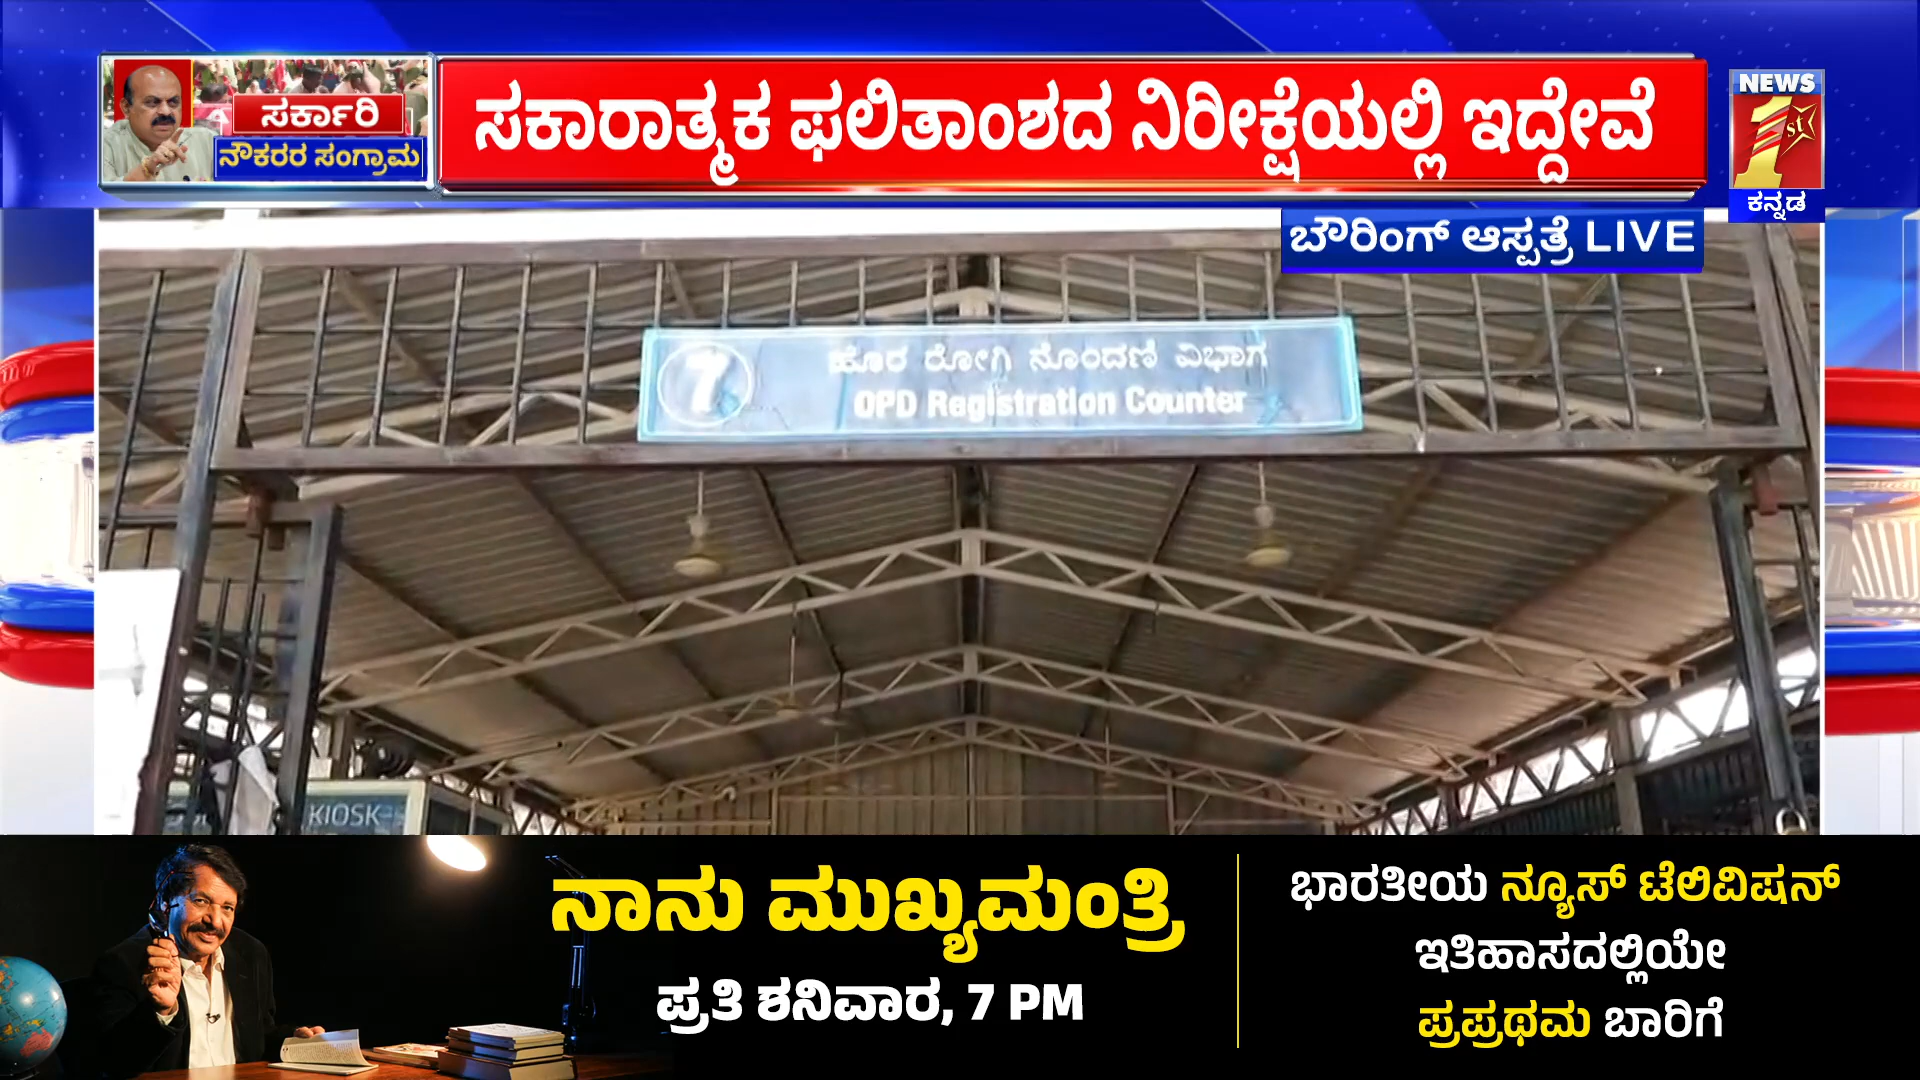 ಸರ್ಕಾರಿ
ನೌಕರರ ಸಂಗ್ರಾಮ
ಸಕಾರಾತ್ಮಕ ಫಲಿತಾಂಶದ ನಿರೀಕ್ಷೆಯಲ್ಲಿ ಇದ್ದೇವೆ
NEWS
1st
ಕನ್ನಡ
ಬೌರಿಂಗ್ ಆಸ್ಪತ್ರೆ LIVE
7
ಹೊರ ರೋಗಿ ನೊಂದಣಿ ವಿಭಾಗ
OPD Registration Counter
KIOSK
ನಾನು ಮುಖ್ಯಮಂತ್ರಿ
ಪ್ರತಿ ಶನಿವಾರ, 7 PM
ಭಾರತೀಯ ನ್ಯೂಸ್ ಟೆಲಿವಿಷನ್
ಇತಿಹಾಸದಲ್ಲಿಯೇ
ಪ್ರಪ್ರಥಮ ಬಾರಿಗೆ